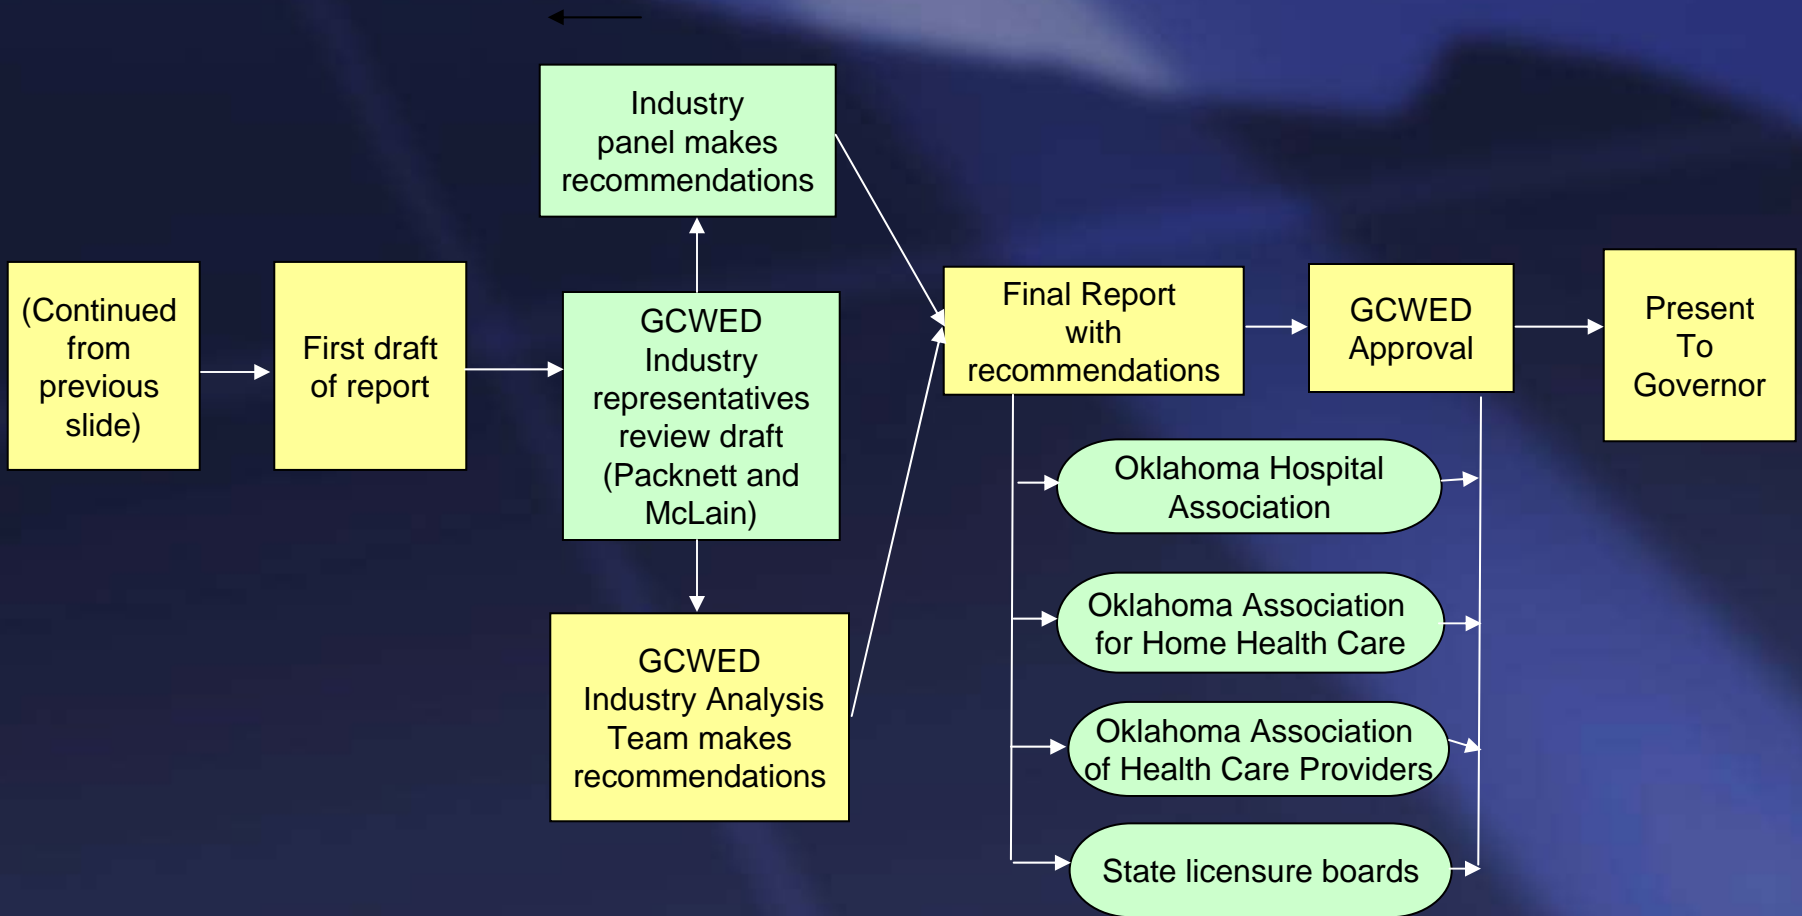 Industry
panel makes
recommendations
(Continued
from
previous
slide)
First draft
of report
GCWED
Industry
representatives
review draft
(Packnett and
McLain)
GCWED
Industry Analysis
Team makes
recommendations
Final Report
with
recommendations
GCWED
Approval
Present
To
Governor
Oklahoma Hospital
Association
Oklahoma Association
for Home Health Care
Oklahoma Association
of Health Care Providers
State licensure boards